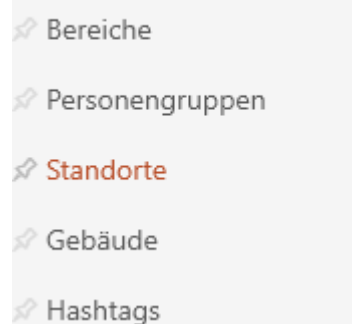 Bereiche
Personengruppen
Standorte
Gebäude
Hashtags